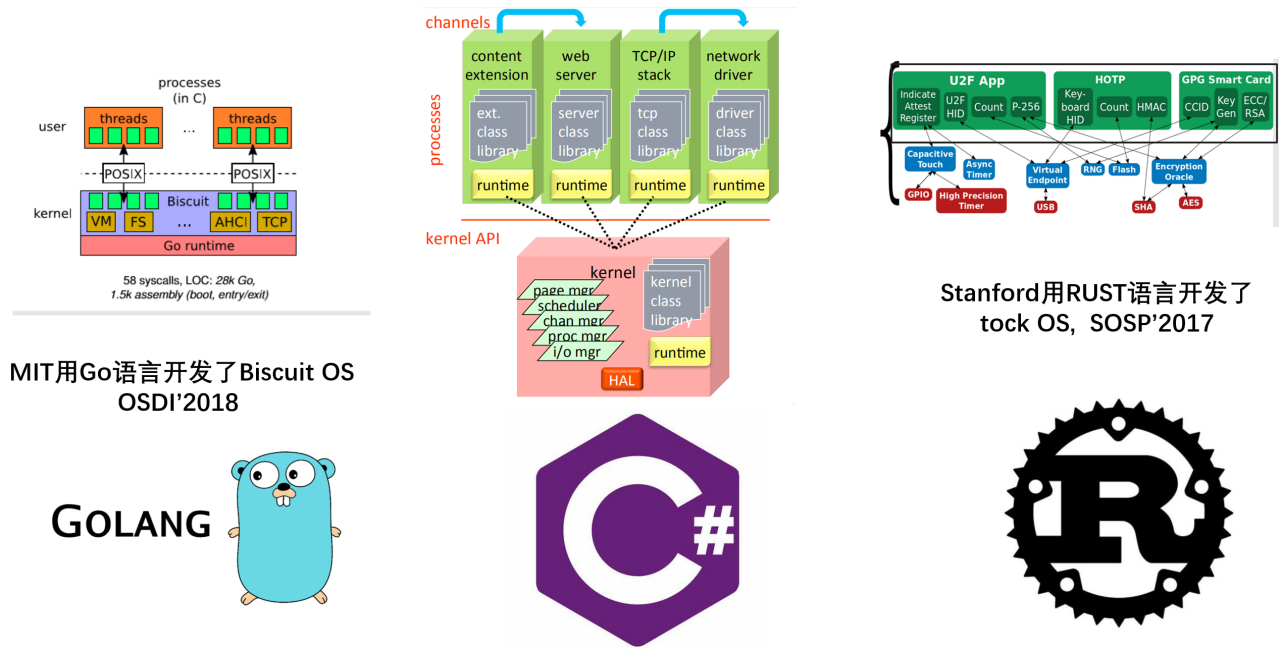 processes
(in C)
user
threads
...
threads
POSIX
POSIX
kernel
Biscuit
VM
FS
...
AHCI
TCP
Go runtime
58 syscalls, LOC: 28k Go,
1.5k assembly (boot, entry/exit)
MIT用Go语言开发了Biscuit OS
OSDI’2018
GOLANG
channels
processes
content
extension
web
server
TCP/IP
stack
network
driver
ext.
class
library
server
class
library
tcp
class
library
driver
class
library
runtime
runtime
runtime
runtime
kernel API
kernel
page mgr
scheduler
chan mgr
proc mgr
i/o mgr
kernel
class
library
runtime
HAL
C#
U2F App
HOTP
GPG Smart Card
Indicate
Attest
Register
U2F
HID
Count
P-256
Key-
board
HID
Count
HMAC
CCID
Key
Gen
ECC/
RSA
Capacitive
Touch
Async
Timer
Virtual
Endpoint
RNG
Flash
Encryption
Oracle
GPIO
High Precision
Timer
USB
SHA
AES
Stanford用RUST语言开发了
tock OS, SOSP’2017
R